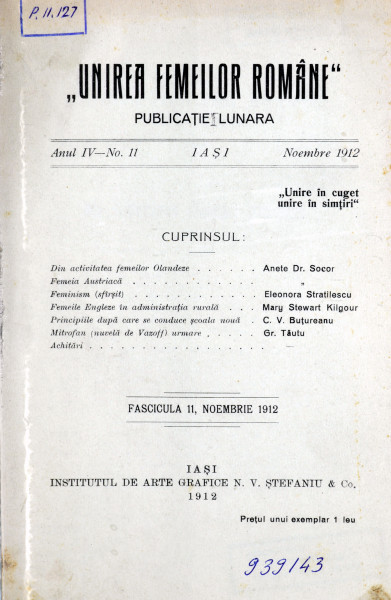 P. 11.127
„UNIREA FEMEILOR ROMÂNE“
PUBLICAȚIE LUNARA
Anul IV—No. 11 IAȘI Noembre 1912
„Unire în cuget
unire în simțiri“
CUPRINSUL:
Din activitatea femeilor Olandeze . . . . . . Anete Dr. Socor
Femeia Austriacă . . . . . . . . . . . . „
Feminism (sfîrșit) . . . . . . . . . . Eleonora Stratilescu
Femeile Engleze în administrația rurală . . . Mary Stewart Kilgour
Principiile după care se conduce școala nouă . C. V. Buțureanu
Mitrofan (nuvelă de Vazoff) urmare . . . . . Gr. Tăutu
Achitări . . . . . . . . . . . . . —
FASCICULA 11, NOEMBRIE 1912
IAȘI
INSTITUTUL DE ARTE GRAFICE N. V. ȘTEFANIU & Co.
1912
Prețul unui exemplar 1 leu
939143